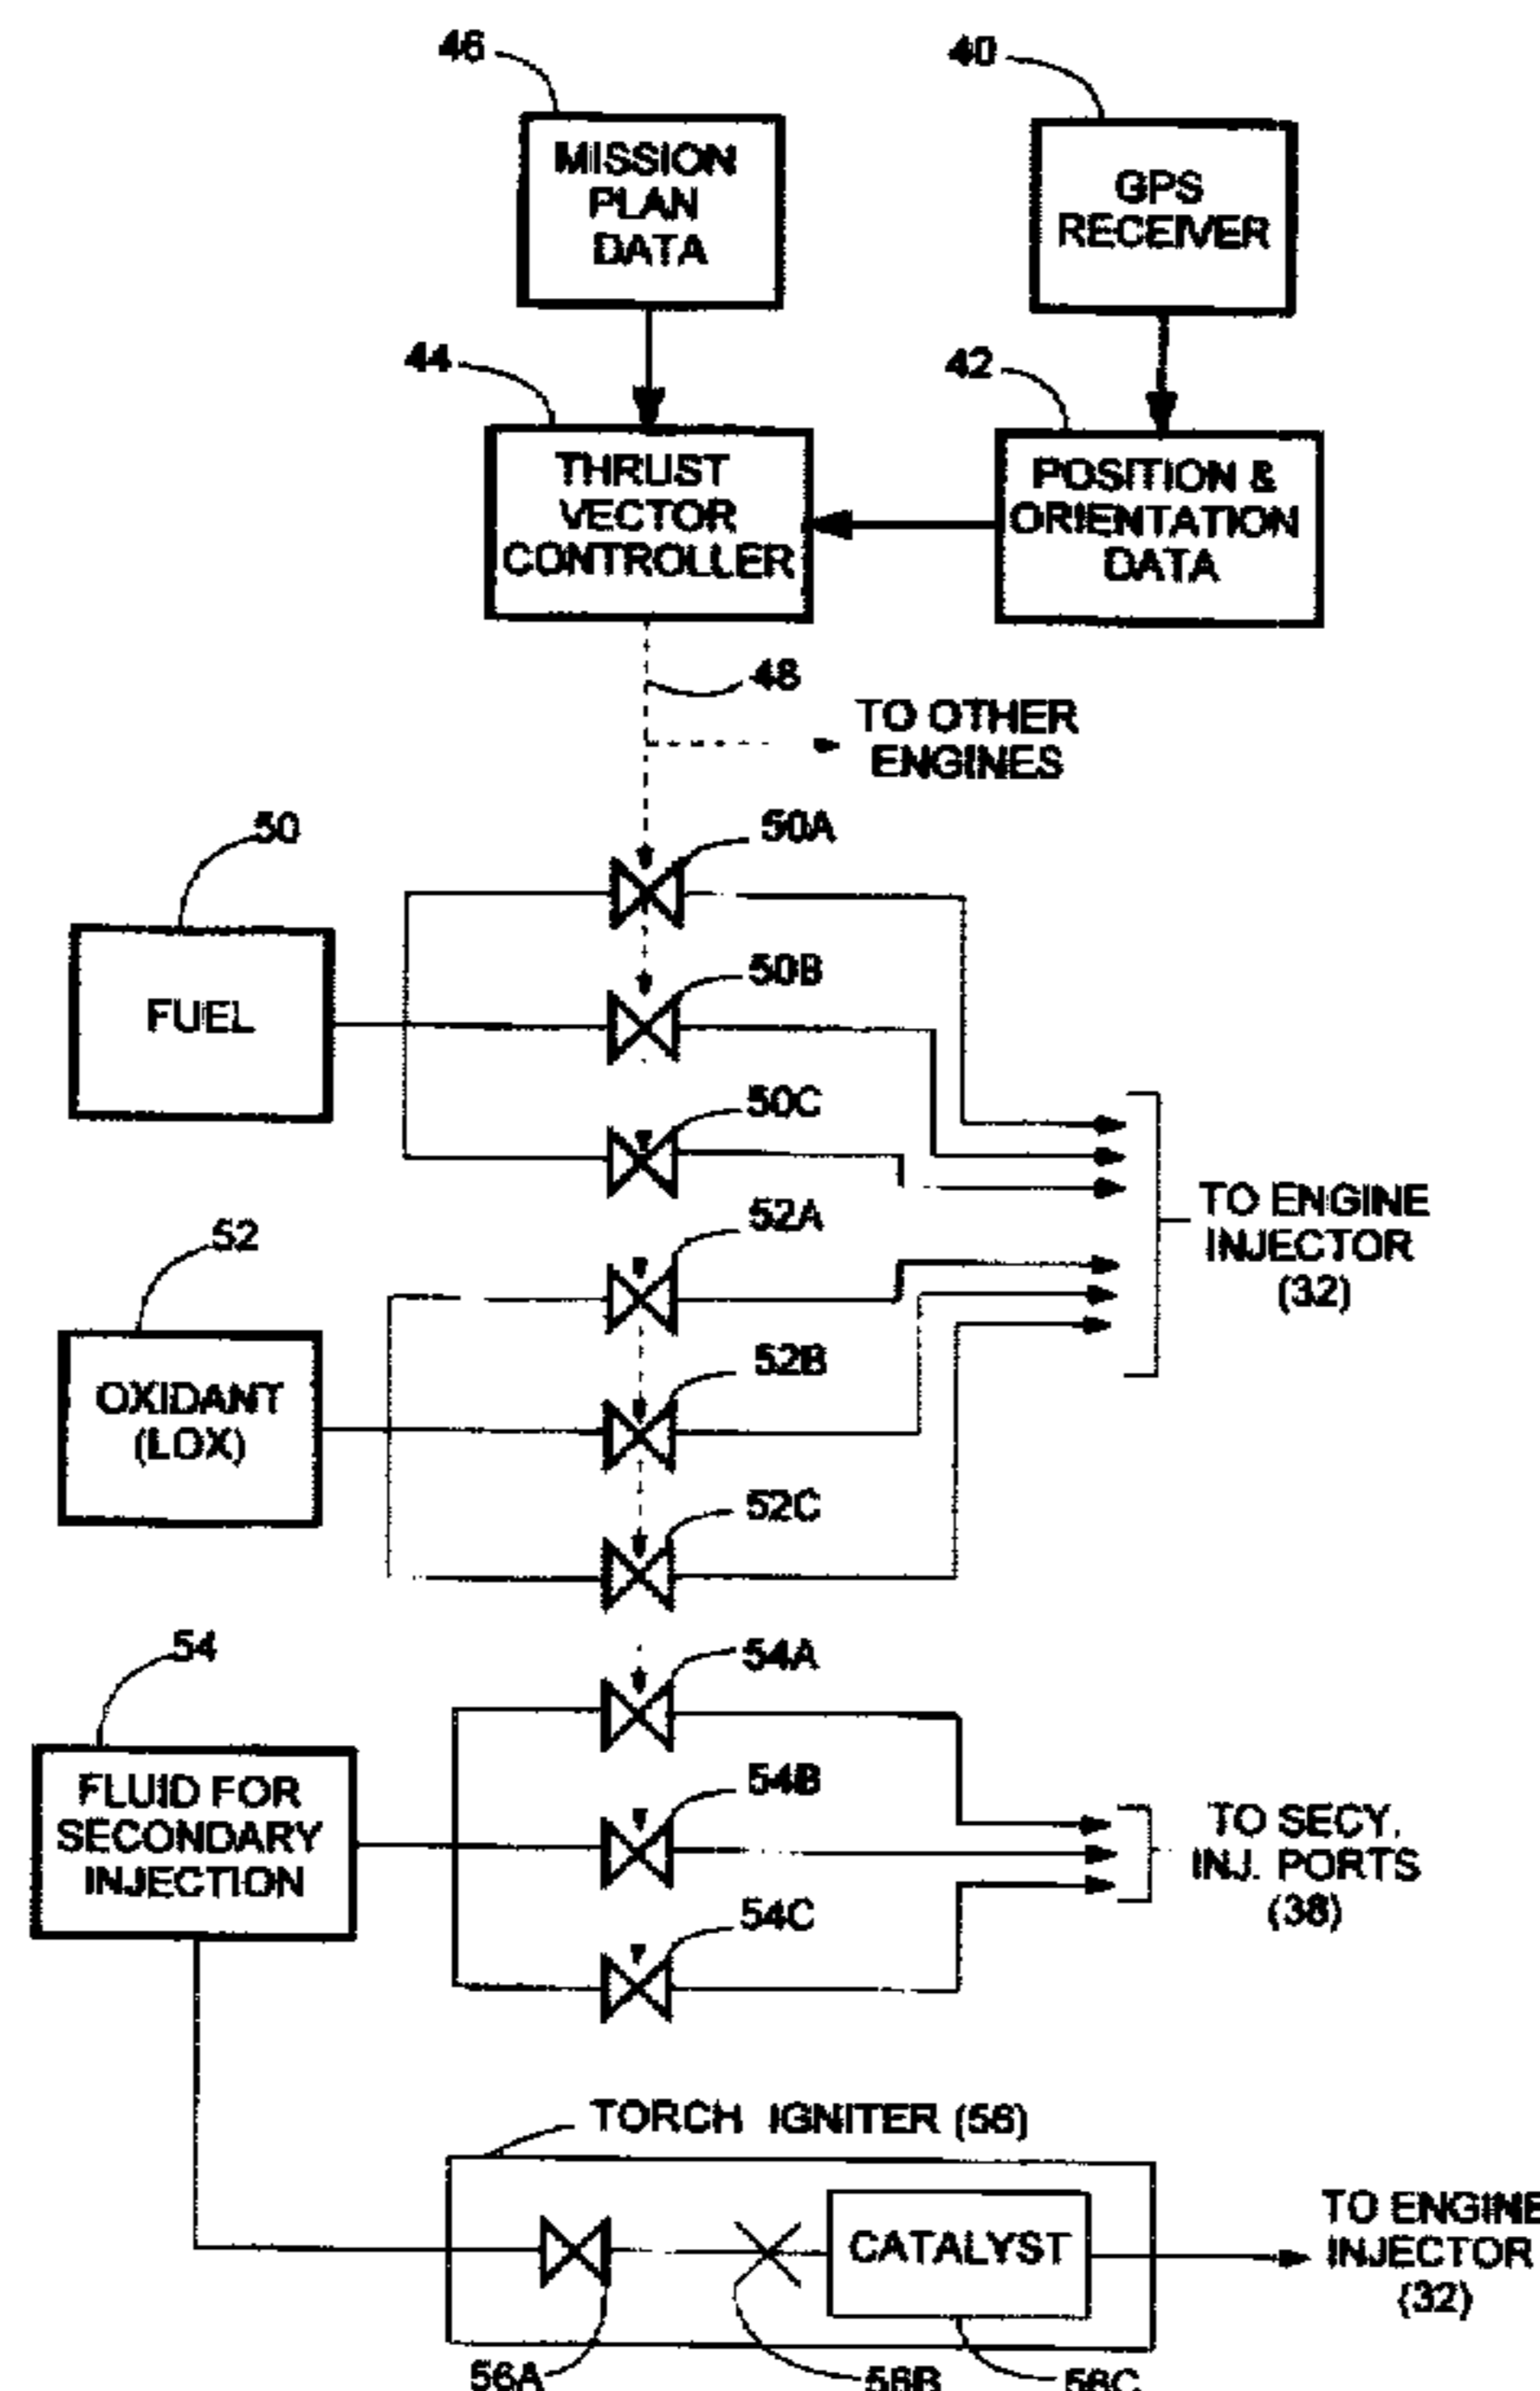 46
40
MISSION
PLAN
DATA
GPS
RECEIVER
44
42
THRUST
VECTOR
CONTROLLER
POSITION &
ORIENTATION
DATA
48
TO OTHER
ENGINES
50
50A
FUEL
50B
50C
TO ENGINE
INJECTOR
(32)
52
52A
OXIDANT
(LOX)
52B
52C
54
54A
FLUID FOR
SECONDARY
INJECTION
54B
54C
TO SECY.
INJ. PORTS
(38)
TORCH IGNITER (56)
CATALYST
TO ENGINE
INJECTOR
(32)
56A
56B
56C